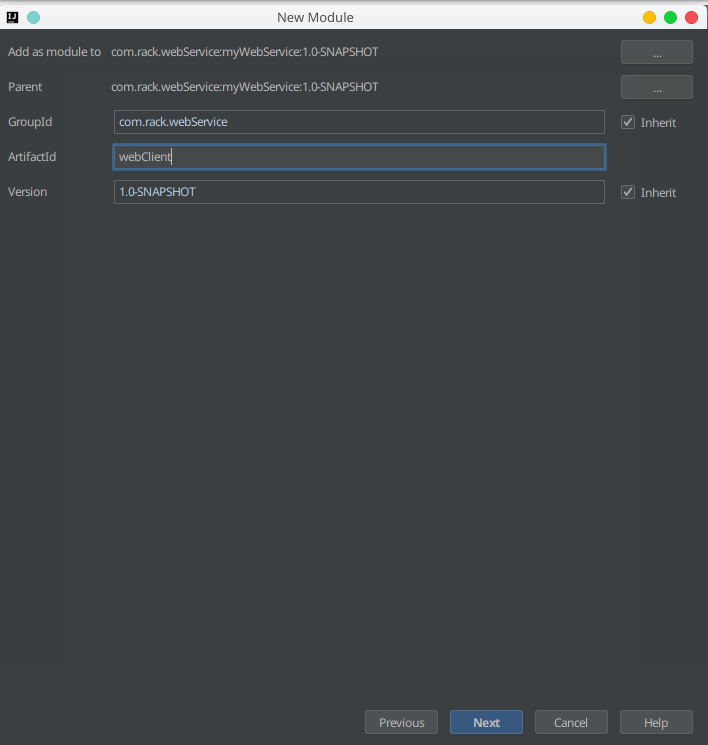 IJ
New Module
Add as module to com.rack.webService:myWebService:1.0-SNAPSHOT ...
Parent com.rack.webService:myWebService:1.0-SNAPSHOT ...
GroupId com.rack.webService Inherit
ArtifactId webClient
Version 1.0-SNAPSHOT Inherit
Previous Next Cancel Help